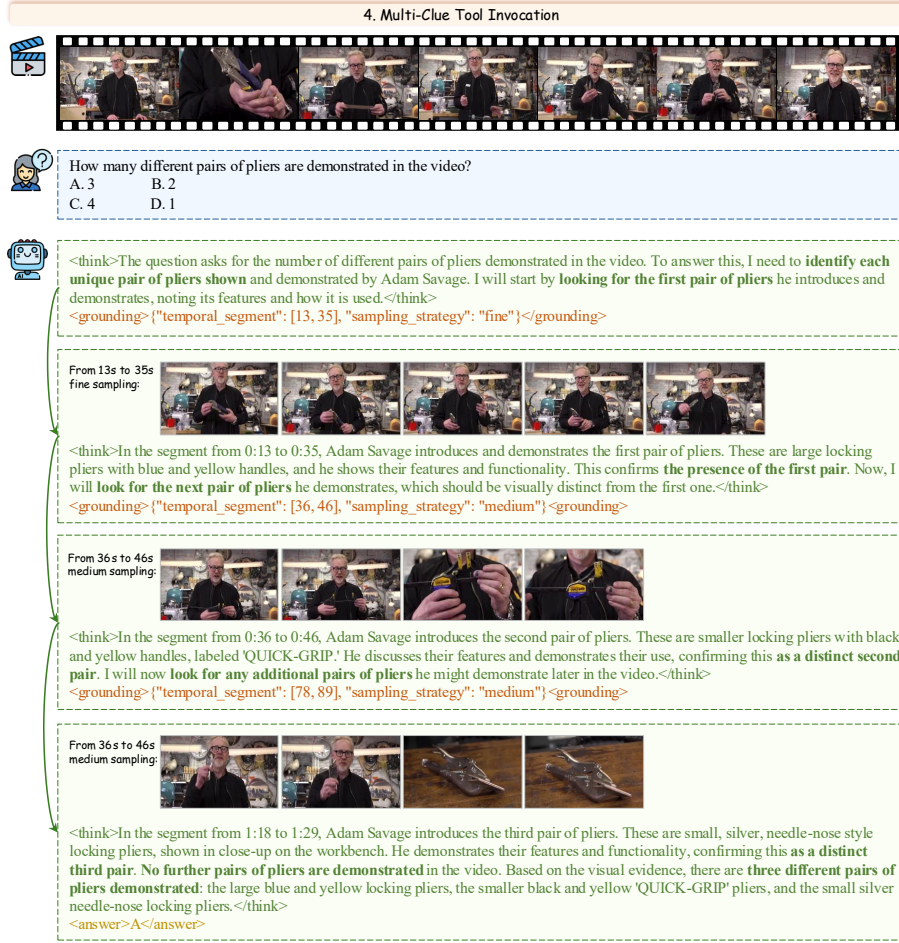 4. Multi-Clue Tool Invocation
How many different pairs of pliers are demonstrated in the video?
A. 3 B. 2
C. 4 D. 1
<think>The question asks for the number of different pairs of pliers demonstrated in the video. To answer this, I need to identify each
unique pair of pliers shown and demonstrated by Adam Savage. I will start by looking for the first pair of pliers he introduces and
demonstrates, noting its features and how it is used.</think>
<grounding>{"temporal_segment": [13, 35], "sampling_strategy": "fine"}</grounding>
From 13s to 35s
fine sampling:
<think>In the segment from 0:13 to 0:35, Adam Savage introduces and demonstrates the first pair of pliers. These are large locking
pliers with blue and yellow handles, and he shows their features and functionality. This confirms the presence of the first pair. Now, I
will look for the next pair of pliers he demonstrates, which should be visually distinct from the first one.</think>
<grounding>{"temporal_segment": [36, 46], "sampling_strategy": "medium"}<grounding>
From 36s to 46s
medium sampling:
<think>In the segment from 0:36 to 0:46, Adam Savage introduces the second pair of pliers. These are smaller locking pliers with black
and yellow handles, labeled 'QUICK-GRIP.' He discusses their features and demonstrates their use, confirming this as a distinct second
pair. I will now look for any additional pairs of pliers he might demonstrate later in the video.</think>
<grounding>{"temporal_segment": [78, 89], "sampling_strategy": "medium"}<grounding>
From 36s to 46s
medium sampling:
<think>In the segment from 1:18 to 1:29, Adam Savage introduces the third pair of pliers. These are small, silver, needle-nose style
locking pliers, shown in close-up on the workbench. He demonstrates their features and functionality, confirming this as a distinct
third pair. No further pairs of pliers are demonstrated in the video. Based on the visual evidence, there are three different pairs of
pliers demonstrated: the large blue and yellow locking pliers, the smaller black and yellow 'QUICK-GRIP' pliers, and the small silver
needle-nose locking pliers.</think>
<answer>A</answer>